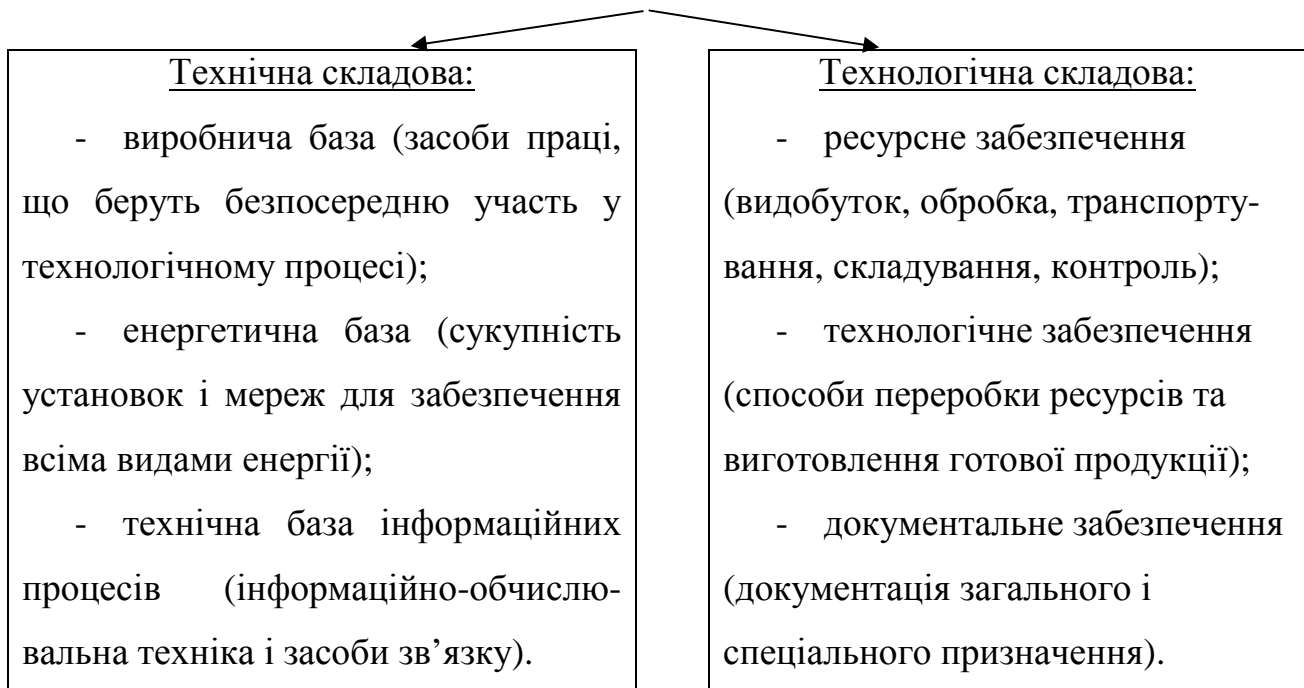 Технічна складова:
- виробнича база (засоби праці,
що беруть безпосередню участь у
технологічному процесі);
- енергетична база (сукупність
установок і мереж для забезпечення
всіма видами енергії);
- технічна база інформаційних
процесів (інформаційно-обчислю-
вальна техніка і засоби зв’язку).
Технологічна складова:
- ресурсне забезпечення
(видобуток, обробка, транспорту-
вання, складування, контроль);
- технологічне забезпечення
(способи переробки ресурсів та
виготовлення готової продукції);
- документальне забезпечення
(документація загального і
спеціального призначення).